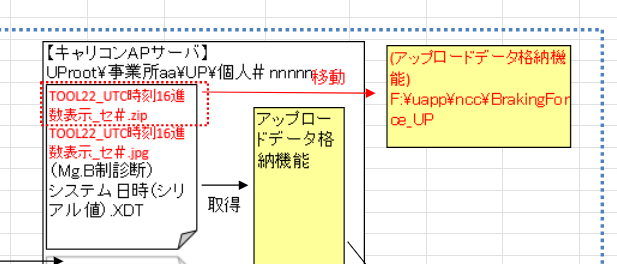 【キャリコンAPサーバ】
UProot¥事業所aa¥UP¥個人＃nnnnn
移動
TOOL22_UTC時刻16進
数表示_セ＃.zip
TOOL22_UTC時刻16進
数表示_セ＃.jpg
（Mg.B制診断）
システム日時(シリ
アル値).XDT
取得
アップロー
ドデータ格
納機能
(アップロードデータ格納機
能)
F:¥uapp¥ncc¥BrakingFor
ce_UP